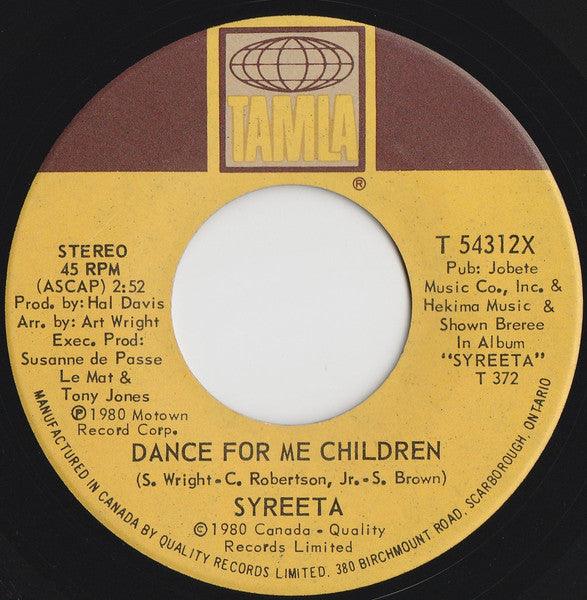 TAMLA
®
STEREO
45 RPM
(ASCAP) 2:52
Prod. by: Hal Davis
Arr. by: Art Wright
Exec. Prod:
Susanne de Passe
Le Mat &
Tony Jones
Ⓟ1980 Motown
Record Corp.
T 54312X
Pub: Jobete
Music Co., Inc. &
Hekima Music &
Shown Breree
In Album
"SYREETA"
T 372
DANCE FOR ME CHILDREN
(S. Wright-C. Robertson, Jr.-S. Brown)
SYREETA
©1980 Canada - Quality
Records Limited
MANUFACTURED IN CANADA BY QUALITY RECORDS LIMITED. 380 BIRCHMOUNT ROAD, SCARBOROUGH, ONTARIO